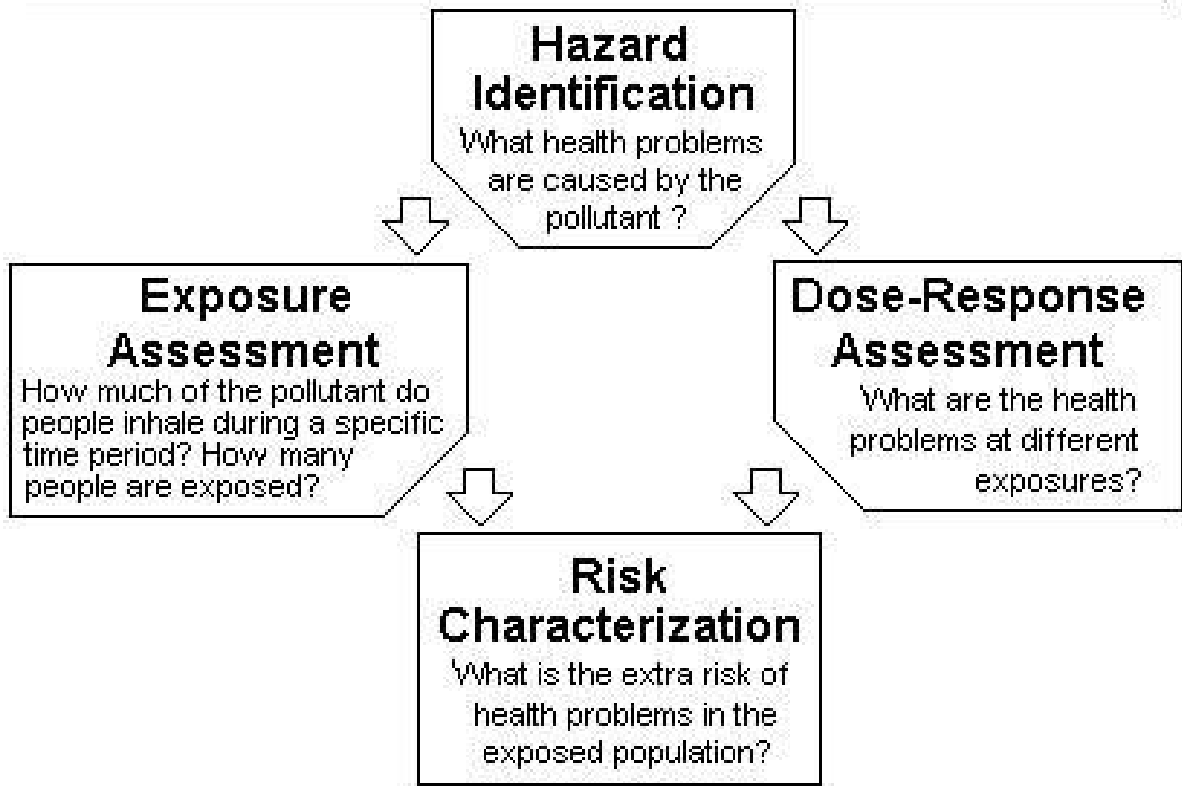 Hazard
Identification
What health problems
are caused by the
pollutant ?
Exposure
Assessment
How much of the pollutant do
people inhale during a specific
time period? How many
people are exposed?
Dose-Response
Assessment
What are the health
problems at different
exposures?
Risk
Characterization
What is the extra risk of
health problems in the
exposed population?